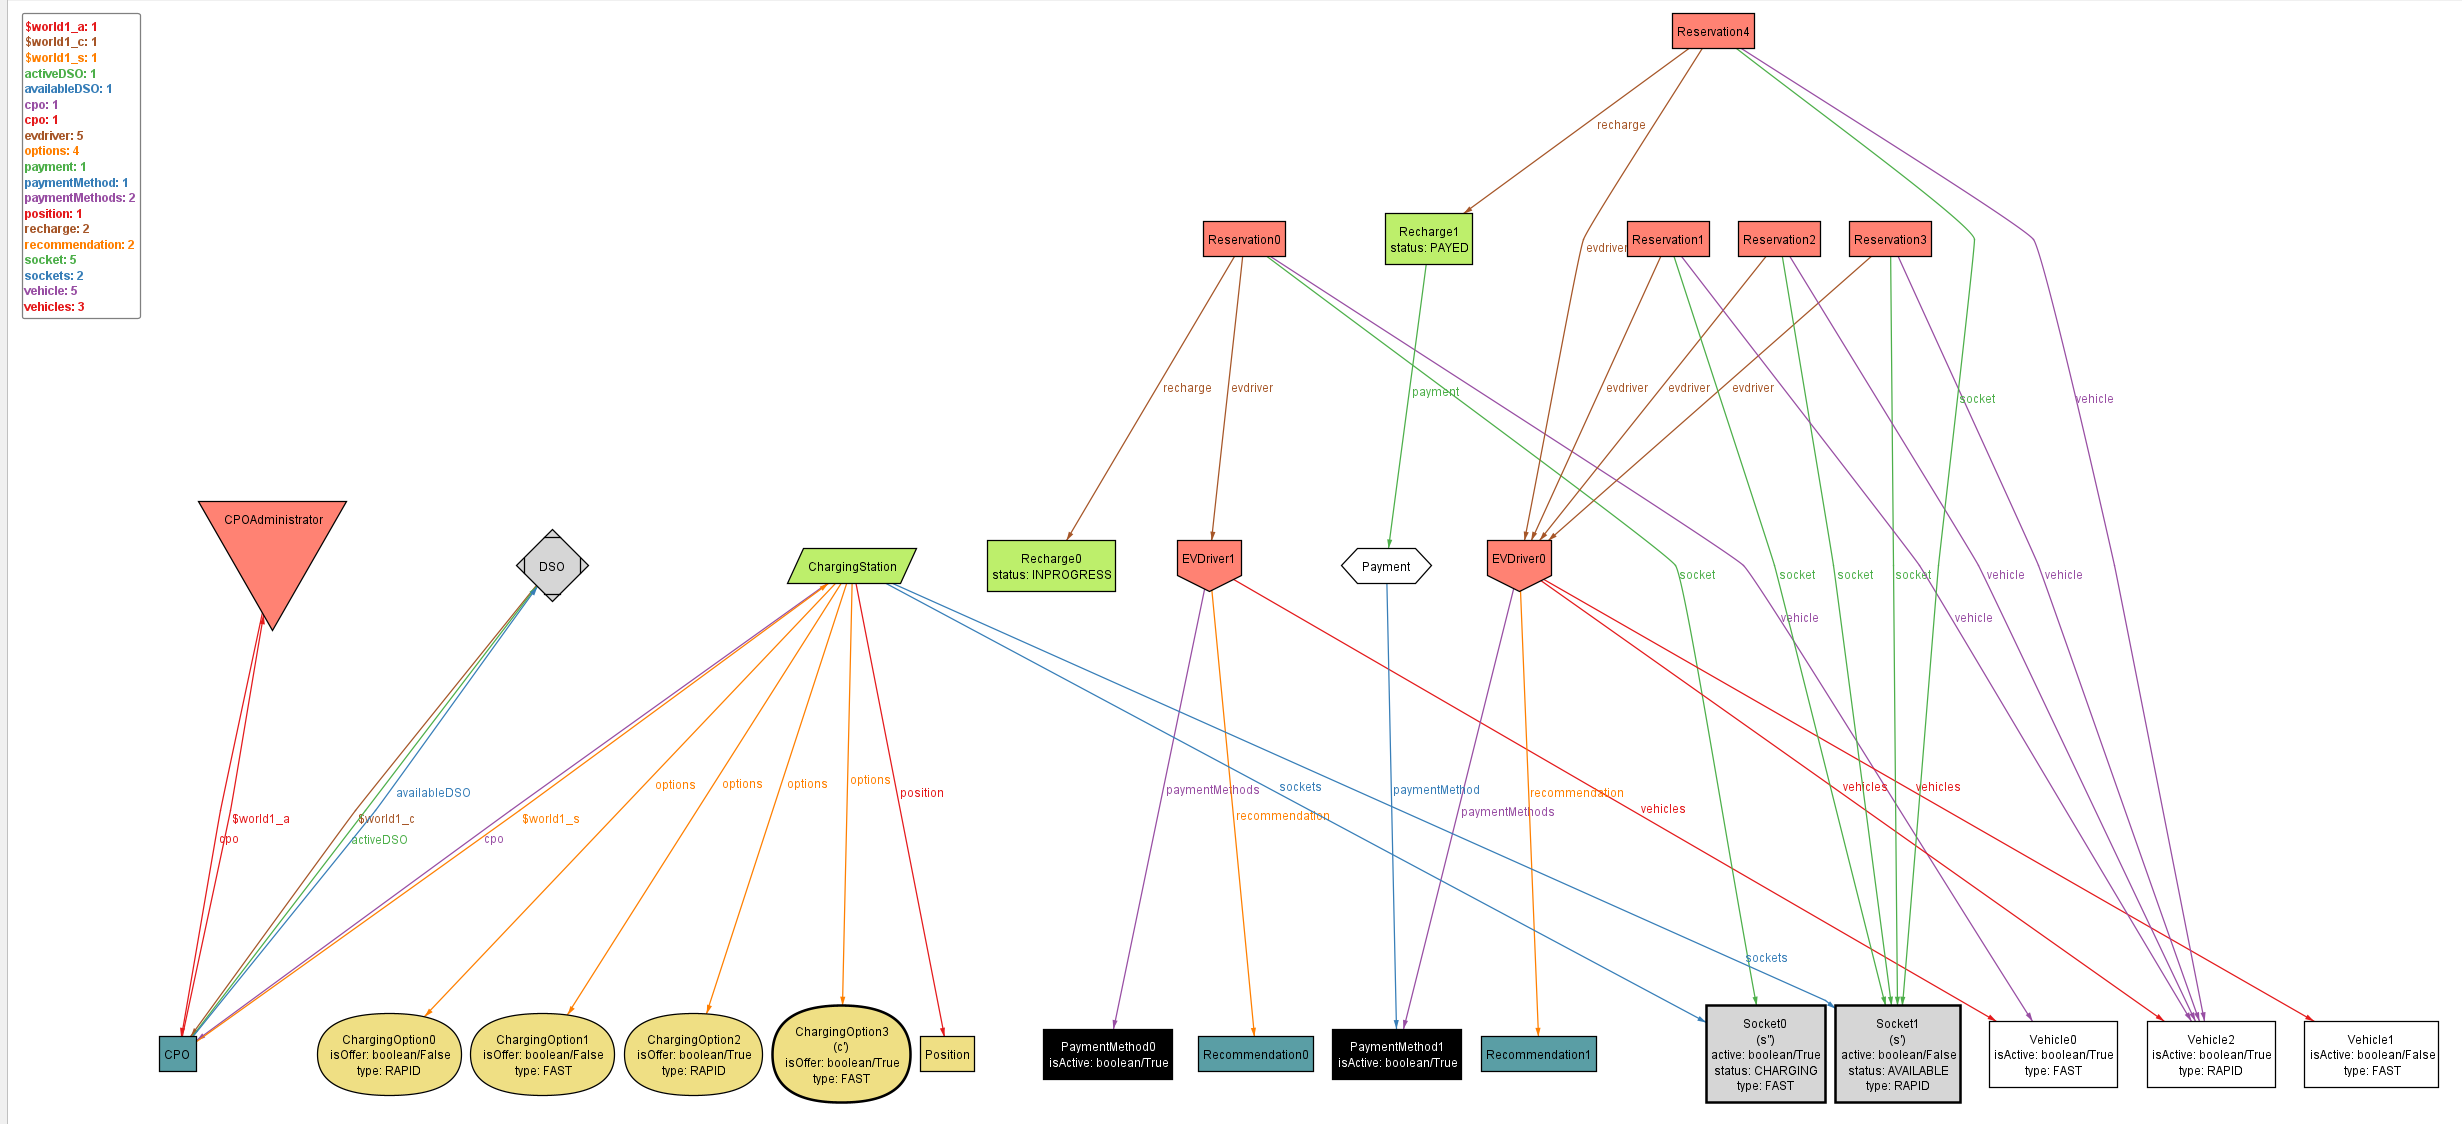 $world1_a: 1
$world1_c: 1
$world1_s: 1
activeDSO: 1
availableDSO: 1
cpo: 1
cpo: 1
evdriver: 5
options: 4
payment: 1
paymentMethod: 1
paymentMethods: 2
position: 1
recharge: 2
recommendation: 2
socket: 5
sockets: 2
vehicle: 5
vehicles: 3
Reservation4
recharge
evdriver
Reservation0
Recharge1
status: PAYED
Reservation1
Reservation2
Reservation3
recharge
evdriver
payment
evdriver
evdriver
evdriver
socket
vehicle
CPOAdministrator
DSO
ChargingStation
Recharge0
status: INPROGRESS
EVDriver1
Payment
EVDriver0
socket
socket
socket
socket
vehicle
vehicle
vehicle
vehicle
$world1_a
cpo
availableDSO
$world1_c
activeDSO
$world1_s
cpo
options
options
options
options
position
paymentMethods
recommendation
sockets
paymentMethod
paymentMethods
recommendation
vehicles
vehicles
vehicles
sockets
CPO
ChargingOption0
isOffer: boolean/False
type: RAPID
ChargingOption1
isOffer: boolean/False
type: FAST
ChargingOption2
isOffer: boolean/True
type: RAPID
ChargingOption3
(c')
isOffer: boolean/True
type: FAST
Position
PaymentMethod0
isActive: boolean/True
Recommendation0
PaymentMethod1
isActive: boolean/True
Recommendation1
Socket0
(s'')
active: boolean/True
status: CHARGING
type: FAST
Socket1
(s')
active: boolean/False
status: AVAILABLE
type: RAPID
Vehicle0
isActive: boolean/True
type: FAST
Vehicle2
isActive: boolean/True
type: RAPID
Vehicle1
isActive: boolean/False
type: FAST